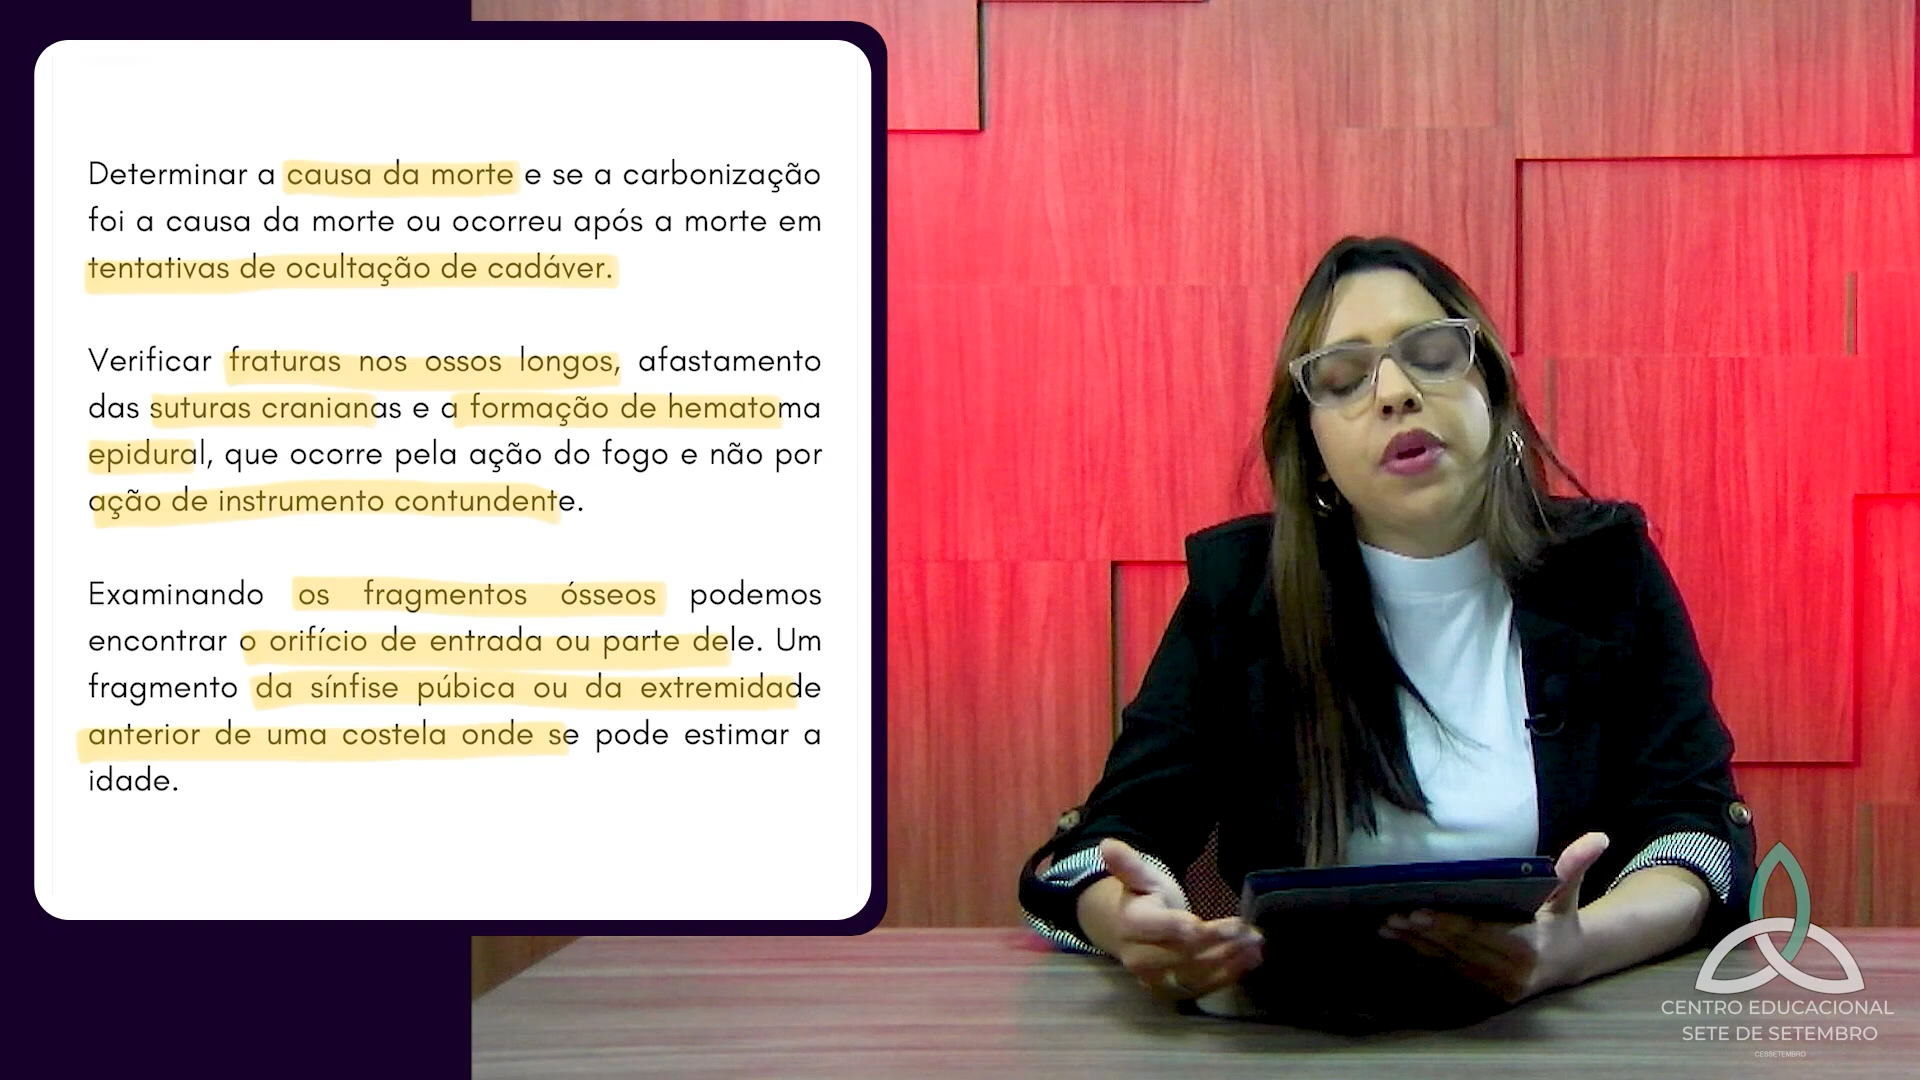 Determinar a causa da morte e se a carbonização
foi a causa da morte ou ocorreu após a morte em
tentativas de ocultação de cadáver.
Verificar fraturas nos ossos longos, afastamento
das suturas cranianas e a formação de hematoma
epidural, que ocorre pela ação do fogo e não por
ação de instrumento contundente.
Examinando os fragmentos ósseos podemos
encontrar o orifício de entrada ou parte dele. Um
fragmento da sínfise púbica ou da extremidade
anterior de uma costela onde se pode estimar a
idade.
CENTRO EDUCACIONAL
SETE DE SETEMBRO
CESSETEMBRO